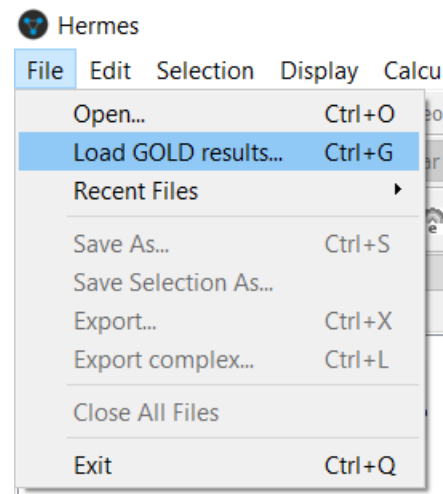 Hermes
File Edit Selection Display
Open... Ctrl+O
Load GOLD results... Ctrl+G
Recent Files
Save As... Ctrl+S
Save Selection As...
Export... Ctrl+X
Export complex... Ctrl+L
Close All Files
Exit Ctrl+Q